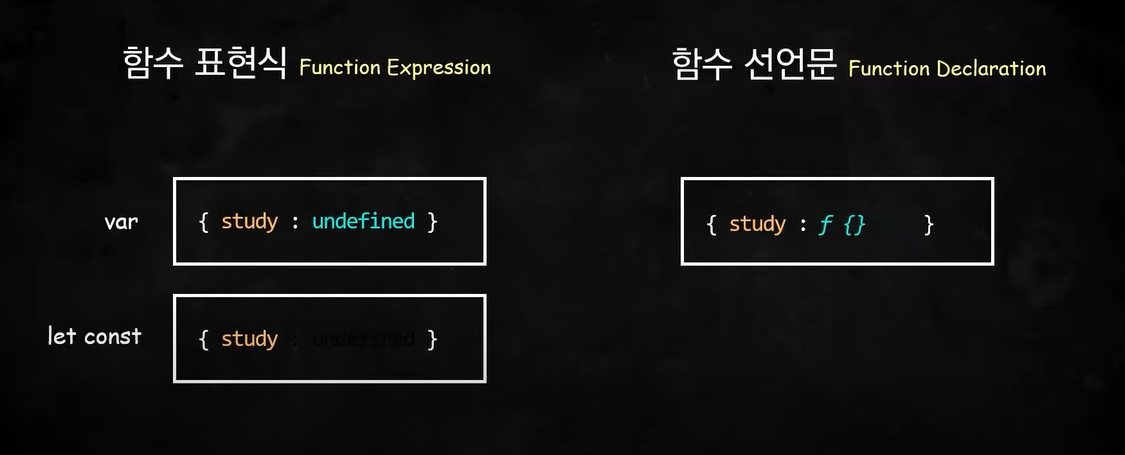 함수 표현식 Function Expression
함수 선언문 Function Declaration
var
{ study : undefined }
{ study : ƒ {} }
let const
{ study : undefined }